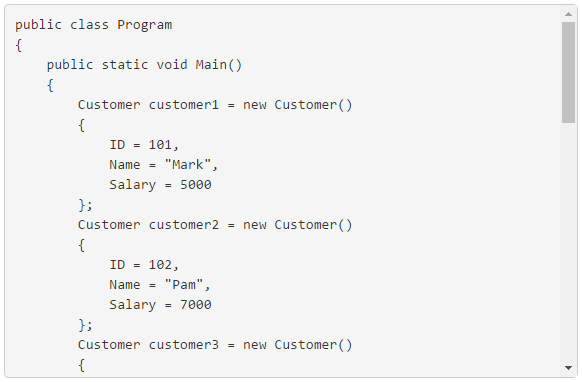 public class Program
{
    public static void Main()
    {
        Customer customer1 = new Customer()
        {
            ID = 101,
            Name = "Mark",
            Salary = 5000
        };
        Customer customer2 = new Customer()
        {
            ID = 102,
            Name = "Pam",
            Salary = 7000
        };
        Customer customer3 = new Customer()
        {